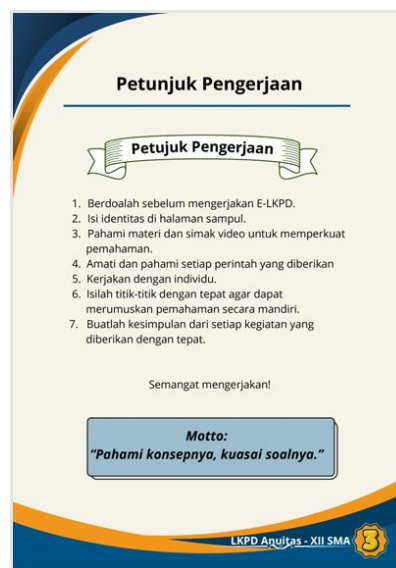 Petunjuk Pengerjaan
Petujuk Pengerjaan
1. Berdoalah sebelum mengerjakan E-LKPD.
2. Isi identitas di halaman sampul.
3. Pahami materi dan simak video untuk memperkuat
pemahaman.
4. Amati dan pahami setiap perintah yang diberikan
5. Kerjakan dengan individu.
6. Isilah titik-titik dengan tepat agar dapat
merumuskan pemahaman secara mandiri.
7. Buatlah kesimpulan dari setiap kegiatan yang
diberikan dengan tepat.
Semangat mengerjakan!
Motto:
“Pahami konsepnya, kuasai soalnya.”
LKPD Anuitas - XII SMA 3